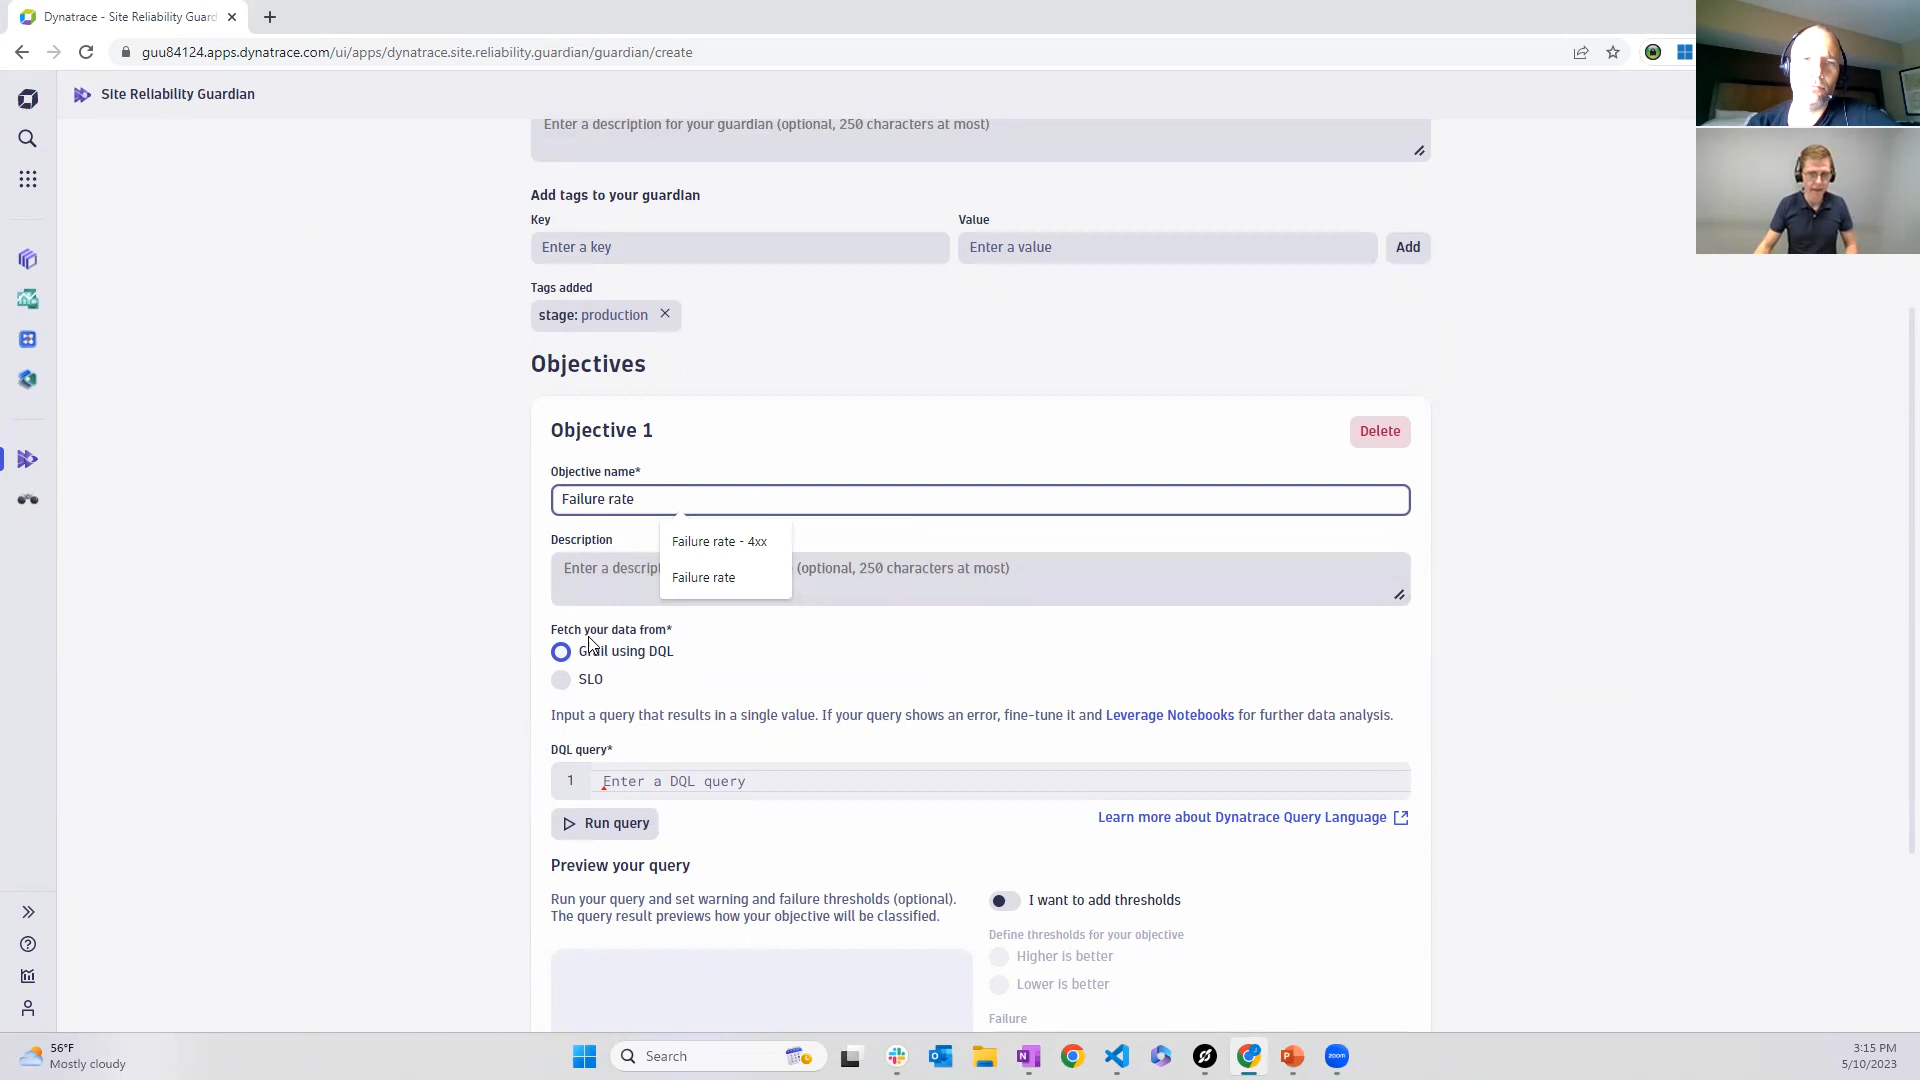 Dynatrace - Site Reliability Guard
guu84124.apps.dynatrace.com/ui/apps/dynatrace.site.reliability.guardian/guardian/create
Site Reliability Guardian
Enter a description for your guardian (optional, 250 characters at most)
Add tags to your guardian
Key
Value
Enter a key
Enter a value
Add
Tags added
stage: production
Objectives
Objective 1
Delete
Objective name*
Failure rate
Failure rate - 4xx
Description
Enter a descrip (optional, 250 characters at most)
Failure rate
Fetch your data from*
Grail using DQL
SLO
Input a query that results in a single value. If your query shows an error, fine-tune it and Leverage Notebooks for further data analysis.
DQL query*
1 Enter a DQL query
Run query
Learn more about Dynatrace Query Language
Preview your query
Run your query and set warning and failure thresholds (optional).
The query result previews how your objective will be classified.
I want to add thresholds
Define thresholds for your objective
Higher is better
Lower is better
Failure
56°F
Mostly cloudy
Search
zoom
3:15 PM
5/10/2023